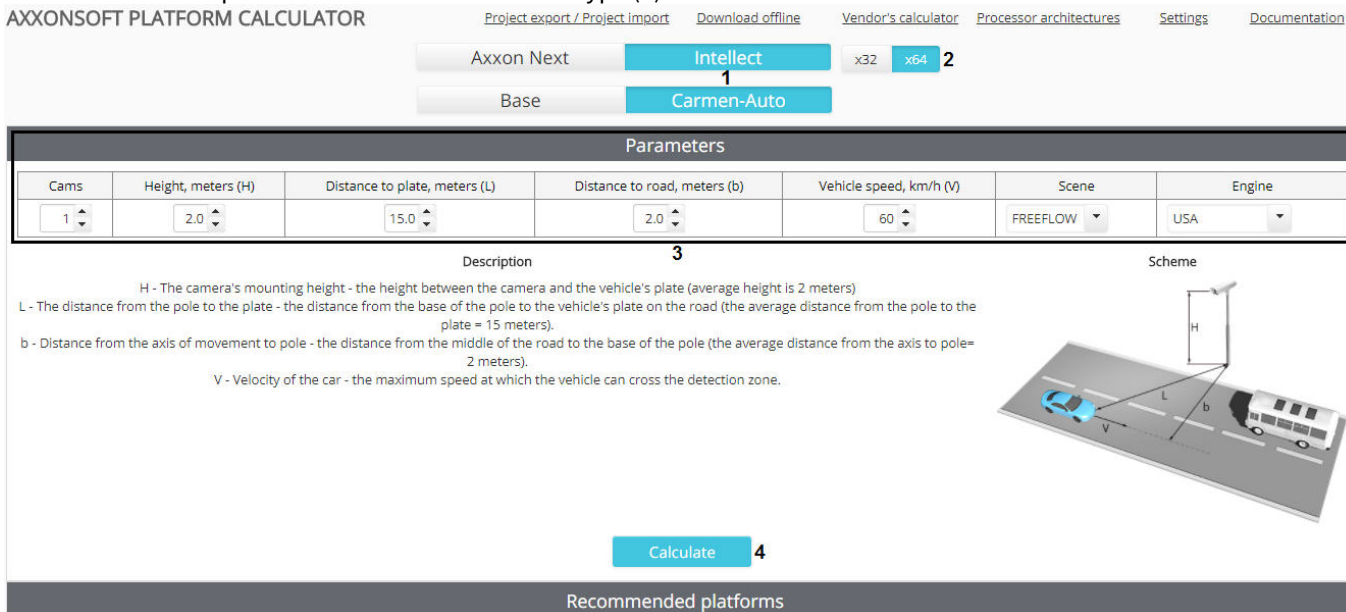 AXXONSOFT PLATFORM CALCULATOR
Project export / Project import Download offline Vendor's calculator Processor architectures Settings Documentation
Axxon Next Intellect x32 x64 2
1
Base Carmen-Auto
Parameters
Cams Height, meters (H) Distance to plate, meters (L) Distance to road, meters (b) Vehicle speed, km/h (V) Scene Engine
1 2.0 15.0 2.0 60 FREEFLOW USA
3
Description
H - The camera's mounting height - the height between the camera and the vehicle's plate (average height is 2 meters)
L - The distance from the pole to the plate - the distance from the base of the pole to the vehicle's plate on the road (the average distance from the pole to the
plate = 15 meters).
b - Distance from the axis of movement to pole - the distance from the middle of the road to the base of the pole (the average distance from the axis to pole=
2 meters).
V - Velocity of the car - the maximum speed at which the vehicle can cross the detection zone.
Scheme
H
L
b
V
Calculate 4
Recommended platforms